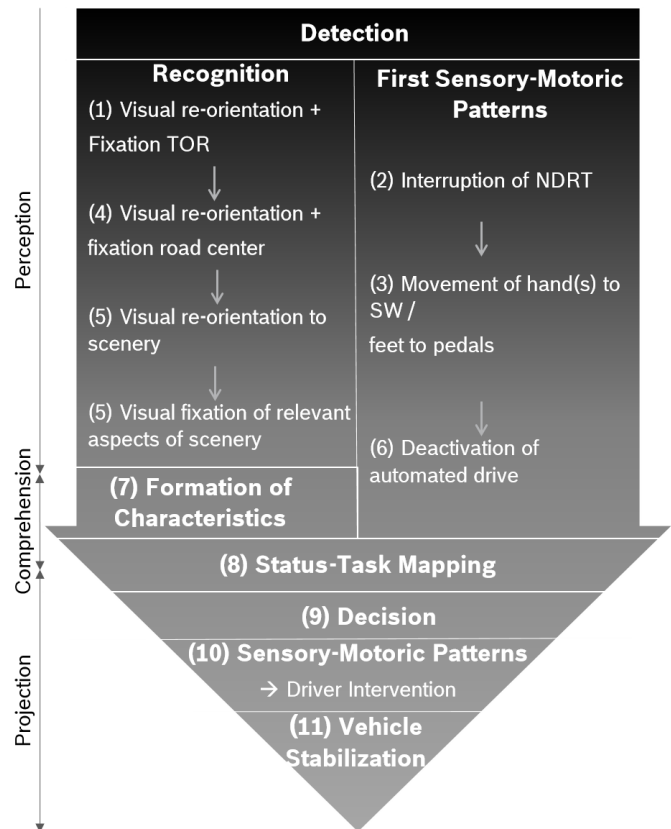 Detection
Recognition
(1) Visual re-orientation +
Fixation TOR
(4) Visual re-orientation +
fixation road center
(5) Visual re-orientation to
scenery
(5) Visual fixation of relevant
aspects of scenery
First Sensory-Motoric
Patterns
(2) Interruption of NDRT
(3) Movement of hand(s) to
SW /
feet to pedals
(6) Deactivation of
automated drive
(7) Formation of
Characteristics
(8) Status-Task Mapping
(9) Decision
(10) Sensory-Motoric Patterns
→ Driver Intervention
(11) Vehicle
Stabilization
Perception
Comprehension
Projection